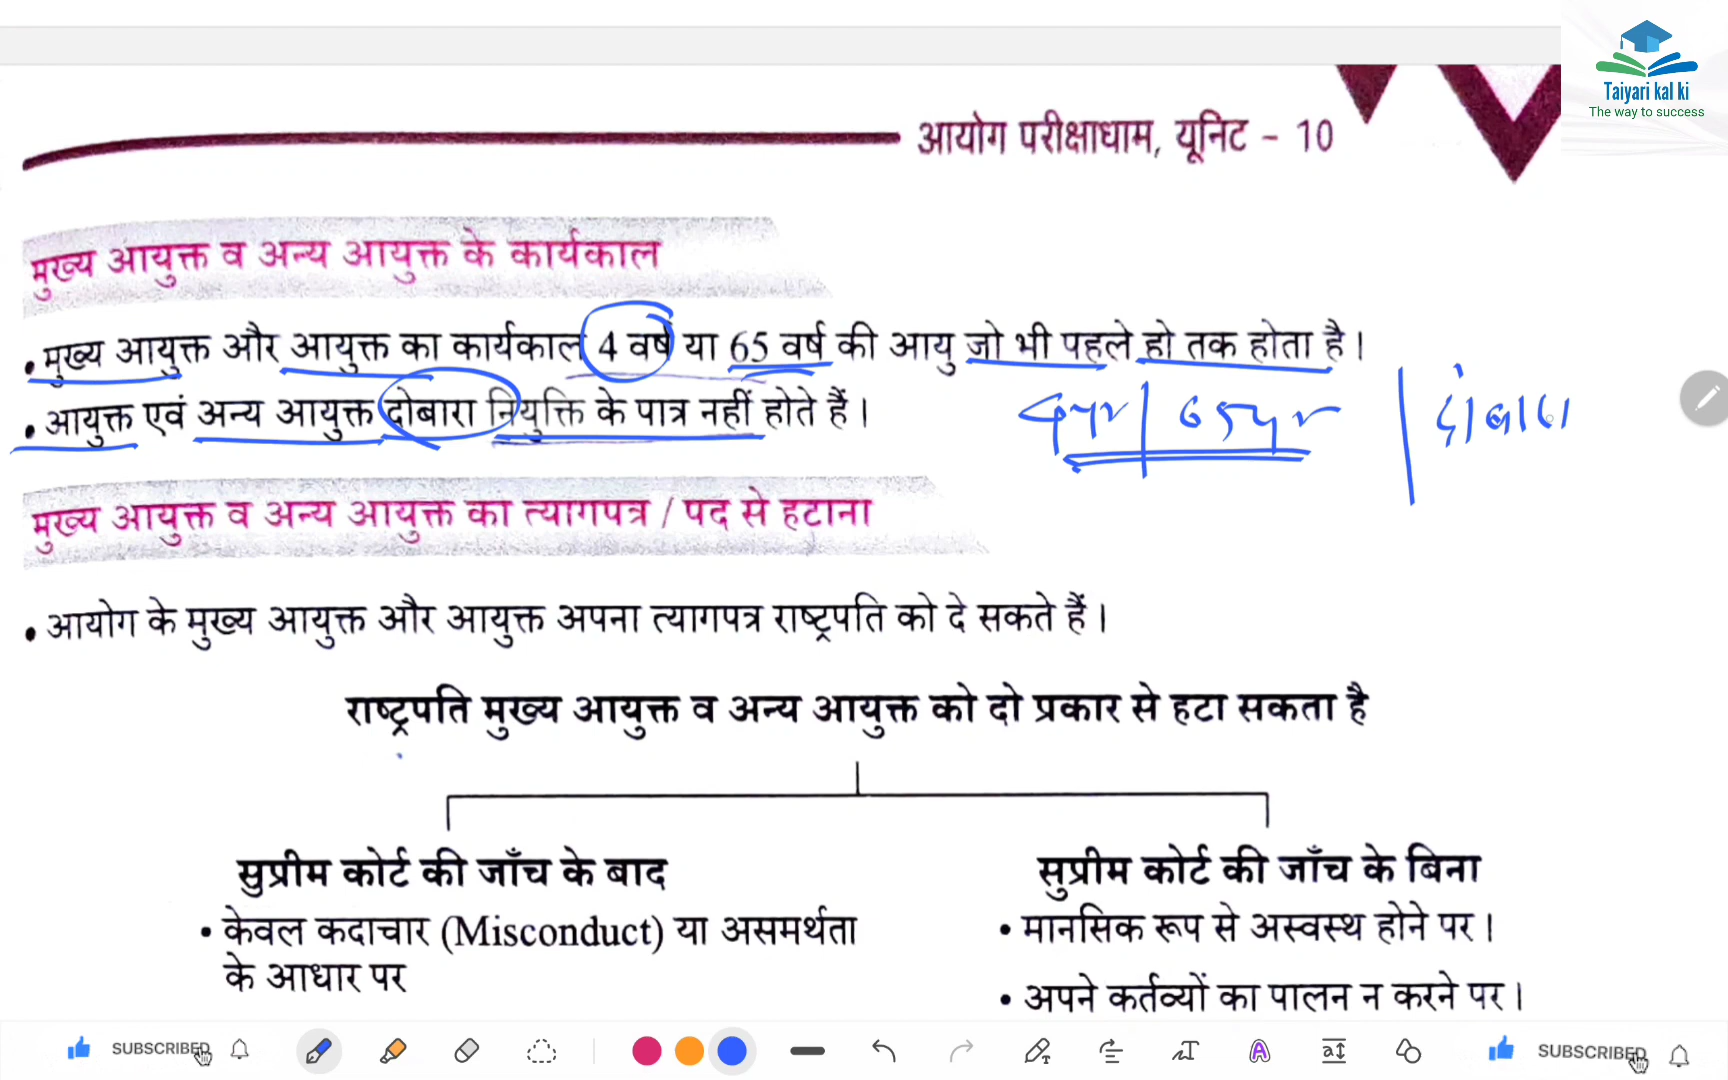 Taiyari kal ki
The way to success
आयोग परीक्षाधाम, यूनिट - 10
मुख्य आयुक्त व अन्य आयुक्त के कार्यकाल
• मुख्य आयुक्त और आयुक्त का कार्यकाल 4 वर्ष या 65 वर्ष की आयु जो भी पहले हो तक होता है।
• आयुक्त एवं अन्य आयुक्त दोबारा नियुक्ति के पात्र नहीं होते हैं।
मुख्य आयुक्त व अन्य आयुक्त का त्यागपत्र / पद से हटाना
• आयोग के मुख्य आयुक्त और आयुक्त अपना त्यागपत्र राष्ट्रपति को दे सकते हैं।
राष्ट्रपति मुख्य आयुक्त व अन्य आयुक्त को दो प्रकार से हटा सकता है
सुप्रीम कोर्ट की जाँच के बाद
• केवल कदाचार (Misconduct) या असमर्थता
के आधार पर
सुप्रीम कोर्ट की जाँच के बिना
• मानसिक रूप से अस्वस्थ होने पर।
• अपने कर्तव्यों का पालन न करने पर।
SUBSCRIBED
SUBSCRIBED